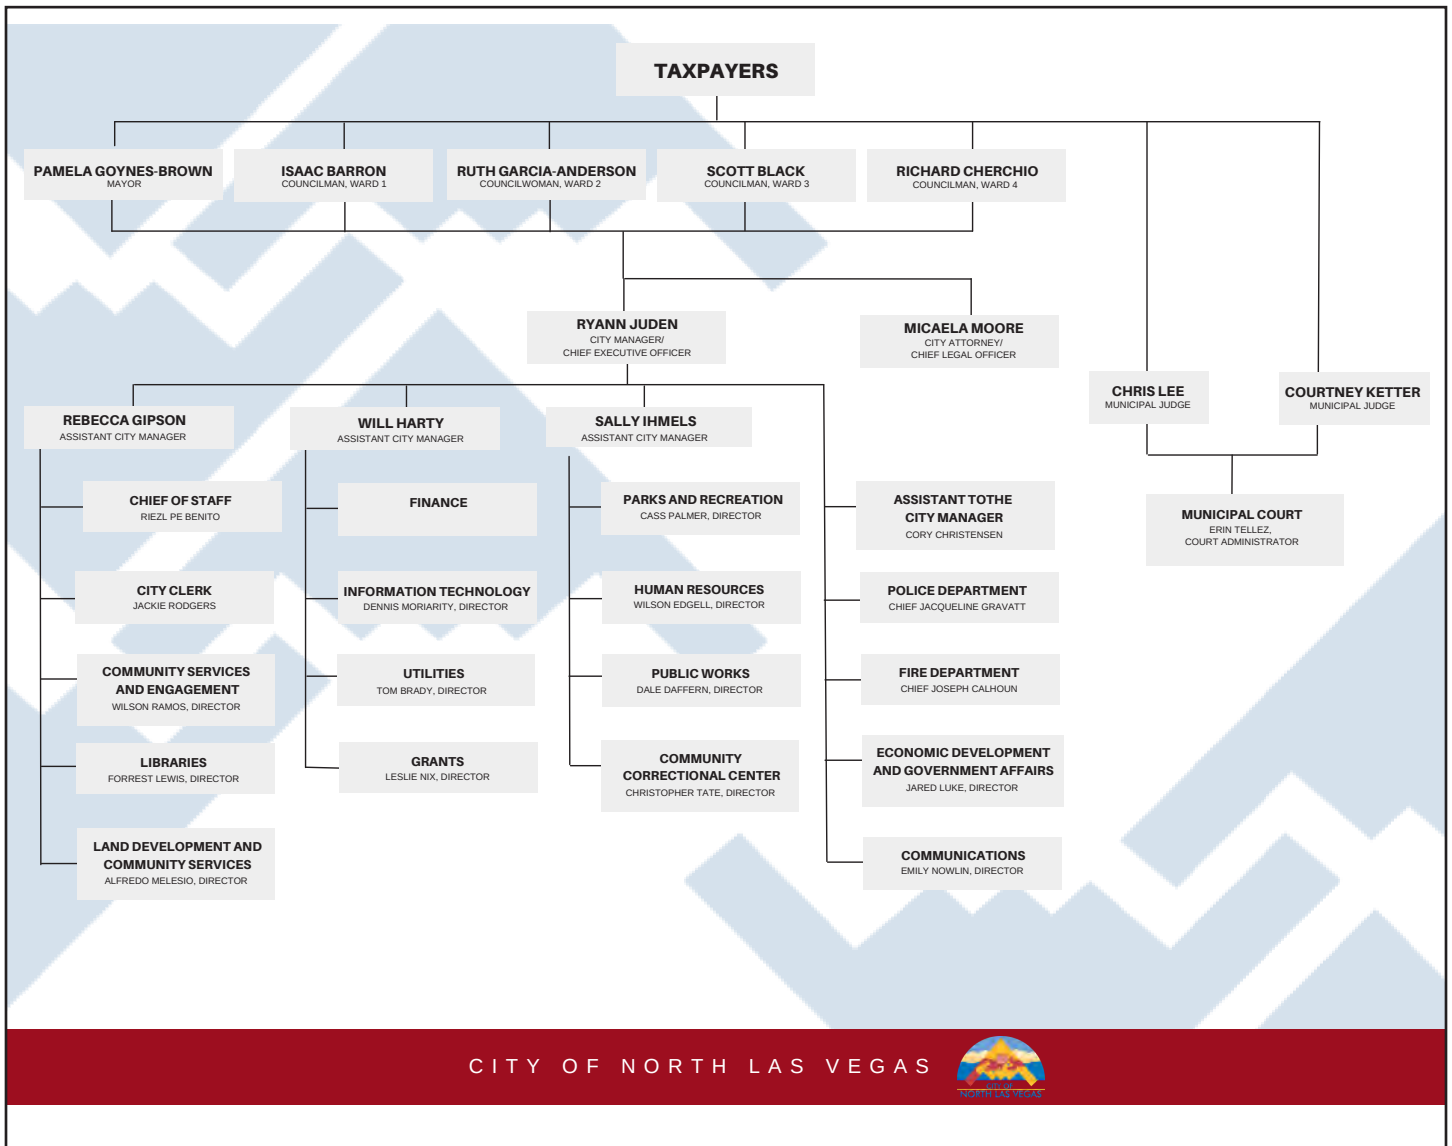 TAXPAYERS
PAMELA GOYNES-BROWN
MAYOR
ISAAC BARRON
COUNCILMAN, WARD 1
RUTH GARCIA-ANDERSON
COUNCILWOMAN, WARD 2
SCOTT BLACK
COUNCILMAN, WARD 3
RICHARD CHERCHIO
COUNCILMAN, WARD 4
RYANN JUDEN
CITY MANAGER/
CHIEF EXECUTIVE OFFICER
MICAELA MOORE
CITY ATTORNEY/
CHIEF LEGAL OFFICER
CHRIS LEE
MUNICIPAL JUDGE
COURTNEY KETTER
MUNICIPAL JUDGE
MUNICIPAL COURT
ERIN TELLEZ,
COURT ADMINISTRATOR
REBECCA GIPSON
ASSISTANT CITY MANAGER
CHIEF OF STAFF
RIEZL PE BENITO
CITY CLERK
JACKIE RODGERS
COMMUNITY SERVICES
AND ENGAGEMENT
WILSON RAMOS, DIRECTOR
LIBRARIES
FORREST LEWIS, DIRECTOR
LAND DEVELOPMENT AND
COMMUNITY SERVICES
ALFREDO MELESIO, DIRECTOR
WILL HARTY
ASSISTANT CITY MANAGER
FINANCE
INFORMATION TECHNOLOGY
DENNIS MORIARITY, DIRECTOR
UTILITIES
TOM BRADY, DIRECTOR
GRANTS
LESLIE NIX, DIRECTOR
SALLY IHMELS
ASSISTANT CITY MANAGER
PARKS AND RECREATION
CASS PALMER, DIRECTOR
HUMAN RESOURCES
WILSON EDGELL, DIRECTOR
PUBLIC WORKS
DALE DAFFERN, DIRECTOR
COMMUNITY
CORRECTIONAL CENTER
CHRISTOPHER TATE, DIRECTOR
ASSISTANT TOTHE
CITY MANAGER
CORY CHRISTENSEN
POLICE DEPARTMENT
CHIEF JACQUELINE GRAVATT
FIRE DEPARTMENT
CHIEF JOSEPH CALHOUN
ECONOMIC DEVELOPMENT
AND GOVERNMENT AFFAIRS
JARED LUKE, DIRECTOR
COMMUNICATIONS
EMILY NOWLIN, DIRECTOR
CITY OF NORTH LAS VEGAS
CITY OF
NORTH LAS VEGAS